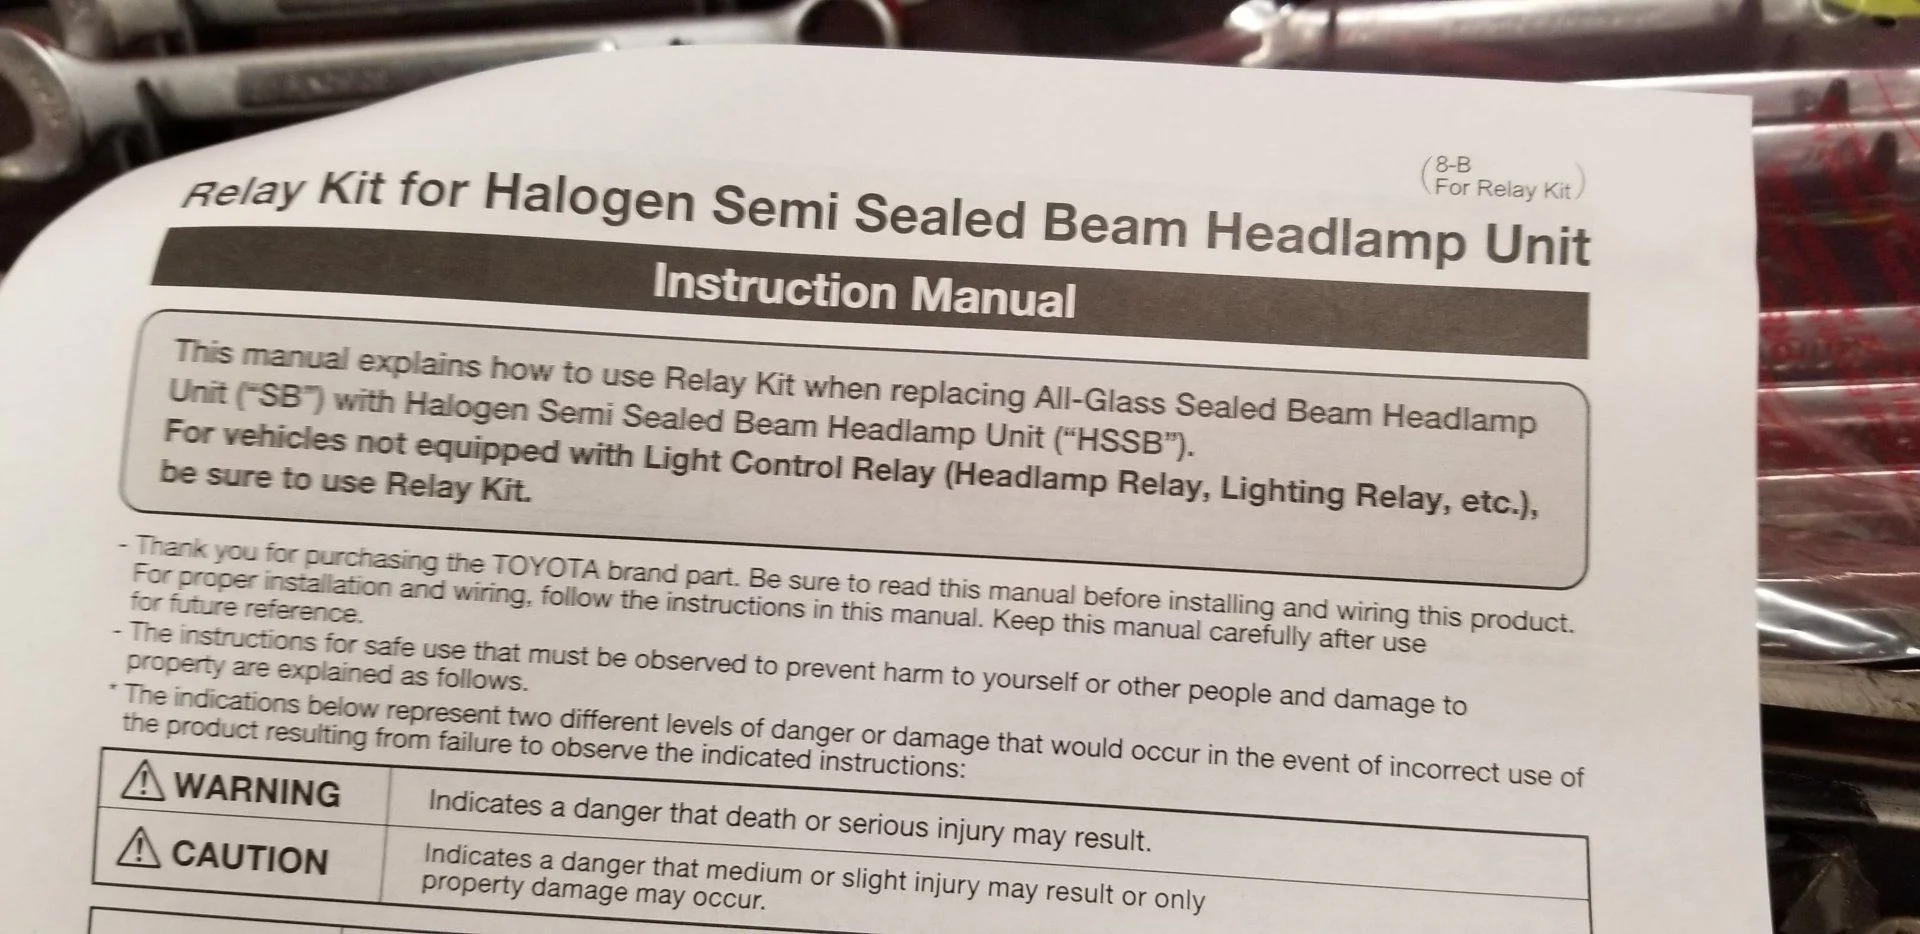 (8-B
For Relay Kit)
Relay Kit for Halogen Semi Sealed Beam Headlamp Unit
Instruction Manual
This manual explains how to use Relay Kit when replacing All-Glass Sealed Beam Headlamp
Unit (“SB”) with Halogen Semi Sealed Beam Headlamp Unit (“HSSB”).
For vehicles not equipped with Light Control Relay (Headlamp Relay, Lighting Relay, etc.),
be sure to use Relay Kit.
- Thank you for purchasing the TOYOTA brand part. Be sure to read this manual before installing and wiring this product.
For proper installation and wiring, follow the instructions in this manual. Keep this manual carefully after use
for future reference.
- The instructions for safe use that must be observed to prevent harm to yourself or other people and damage to
property are explained as follows.
* The indications below represent two different levels of danger or damage that would occur in the event of incorrect use of
the product resulting from failure to observe the indicated instructions:
⚠ WARNING
Indicates a danger that death or serious injury may result.
⚠ CAUTION
Indicates a danger that medium or slight injury may result or only
property damage may occur.